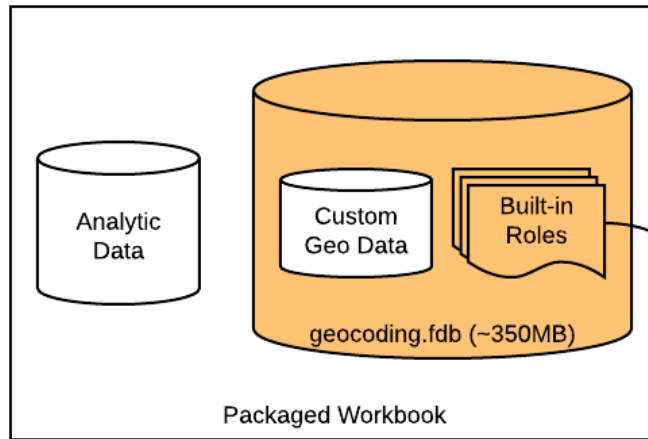 Analytic
Data
Custom
Geo Data
Built-in
Roles
geocoding.fdb (~350MB)
Packaged Workbook